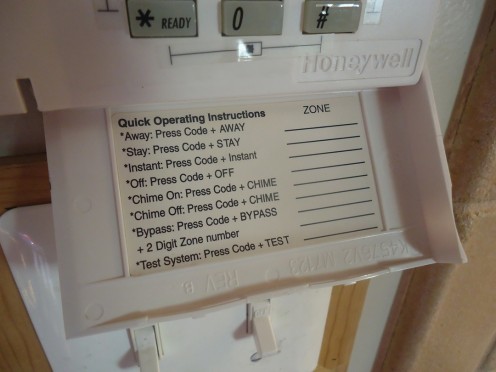 * READY 0 #
Honeywell
Quick Operating Instructions
ZONE
*Away: Press Code + AWAY
*Stay: Press Code + STAY
*Instant: Press Code + Instant
*Off: Press Code + OFF
*Chime On: Press Code + CHIME
*Chime Off: Press Code + CHIME
*Bypass: Press Code + BYPASS
+ 2 Digit Zone number
*Test System: Press Code + TEST
REV. B